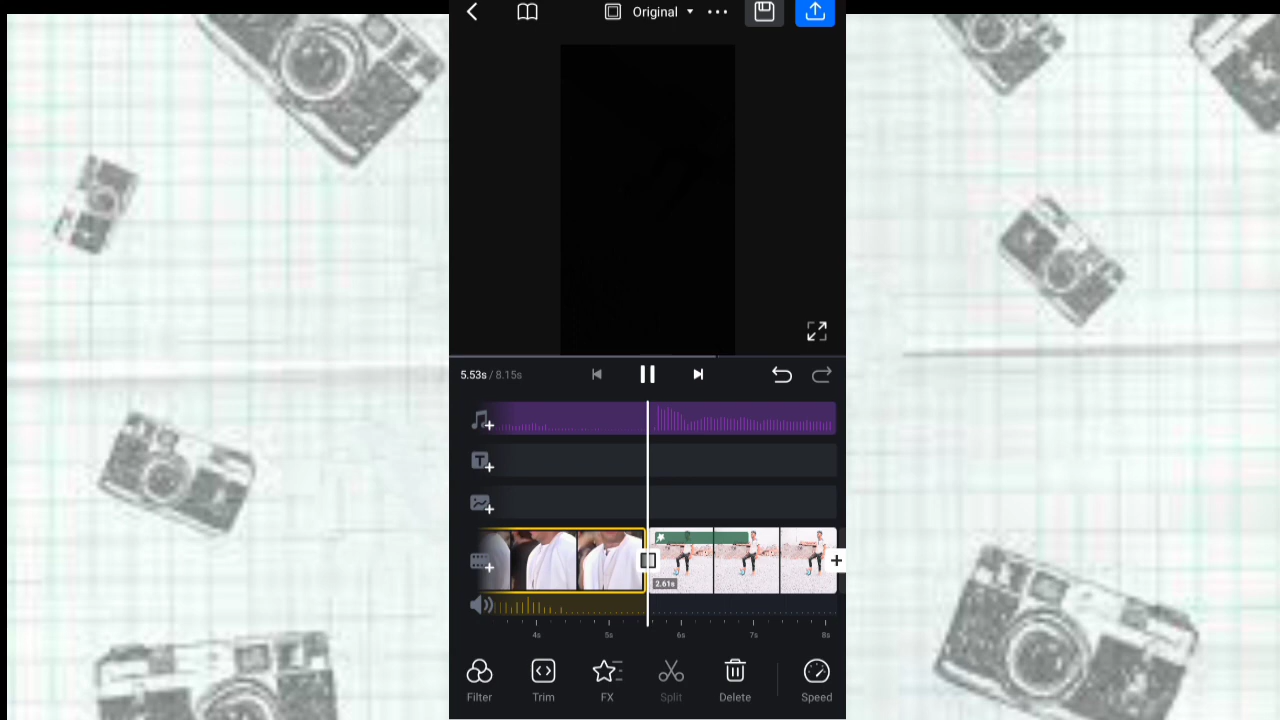 Original
5.53s / 8.15s
T
2.61s
4s 5s 6s 7s 8s
Filter Trim FX Split Delete Speed